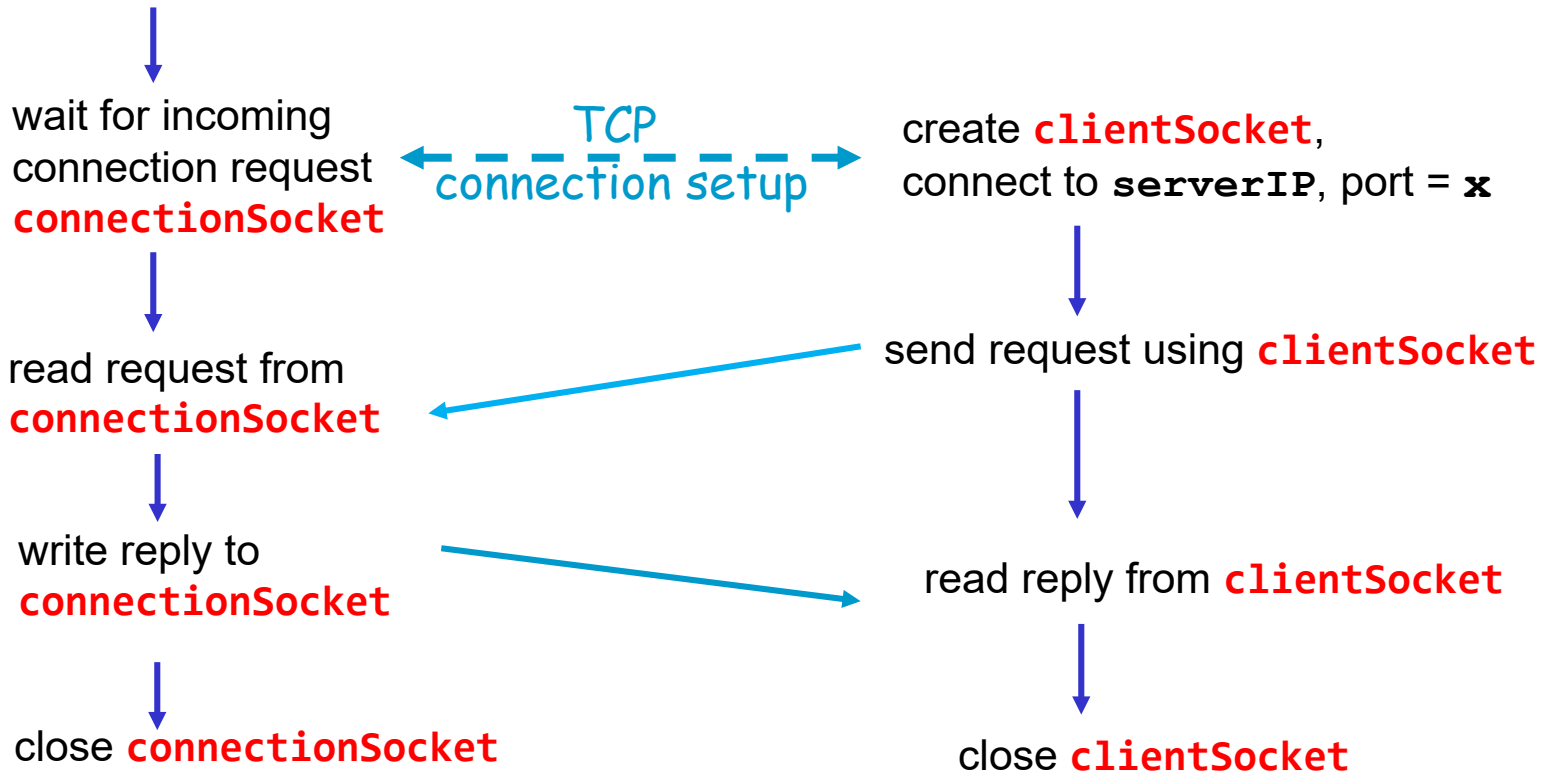 wait for incoming
connection request
connectionSocket
TCP
connection setup
create clientSocket,
connect to serverIP, port = x
read request from
connectionSocket
send request using clientSocket
write reply to
connectionSocket
read reply from clientSocket
close connectionSocket
close clientSocket